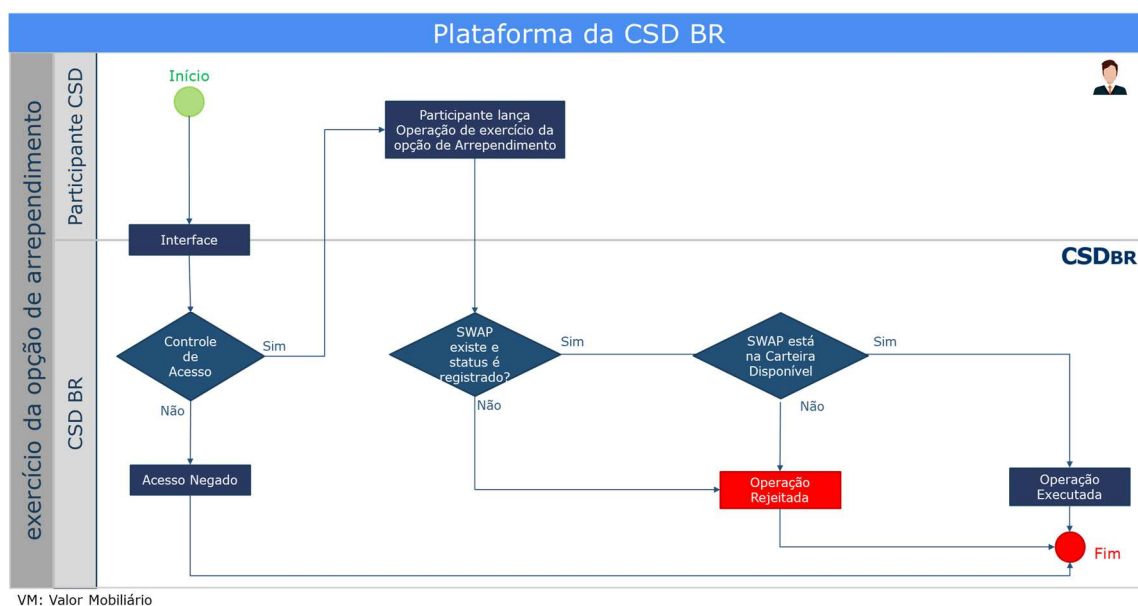 Plataforma da CSD BR
exercício da opção de arrependimento
Participante CSD
Início
Participante lança
Operação de exercício da
opção de Arrependimento
Interface
CSD BR
CSDBR
Controle
de
Acesso
Sim
Não
SWAP
existe e
status é
registrado?
Sim
Não
SWAP está
na Carteira
Disponível
Sim
Não
Acesso Negado
Operação
Rejeitada
Operação
Executada
Fim
VM: Valor Mobiliário